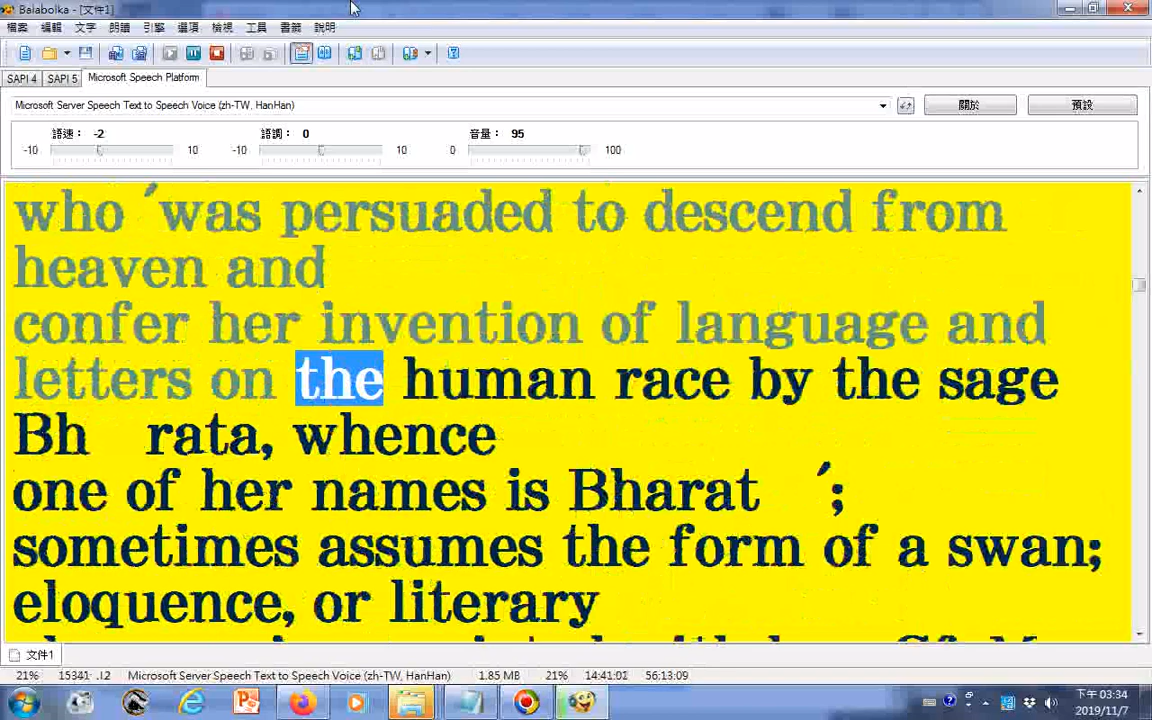 Balabolka - [文件1]
檔案 編輯 文字 朗讀 引擎 選項 檢視 工具 書籤 說明
SAPI 4 SAPI 5 Microsoft Speech Platform
Microsoft Server Speech Text to Speech Voice (zh-TW, HanHan) 關於 預設
語速： -2 語調： 0 音量： 95
-10 10 -10 10 0 100
who ´was persuaded to descend from
heaven and
confer her invention of language and
letters on the human race by the sage
Bh rata, whence
one of her names is Bharat ´;
sometimes assumes the form of a swan;
eloquence, or literary
文件1
21% Microsoft Server Speech Text to Speech Voice (zh-TW, HanHan) 1.85 MB 21% 14:41:02 56:13:09
下午 03:34
2019/11/7